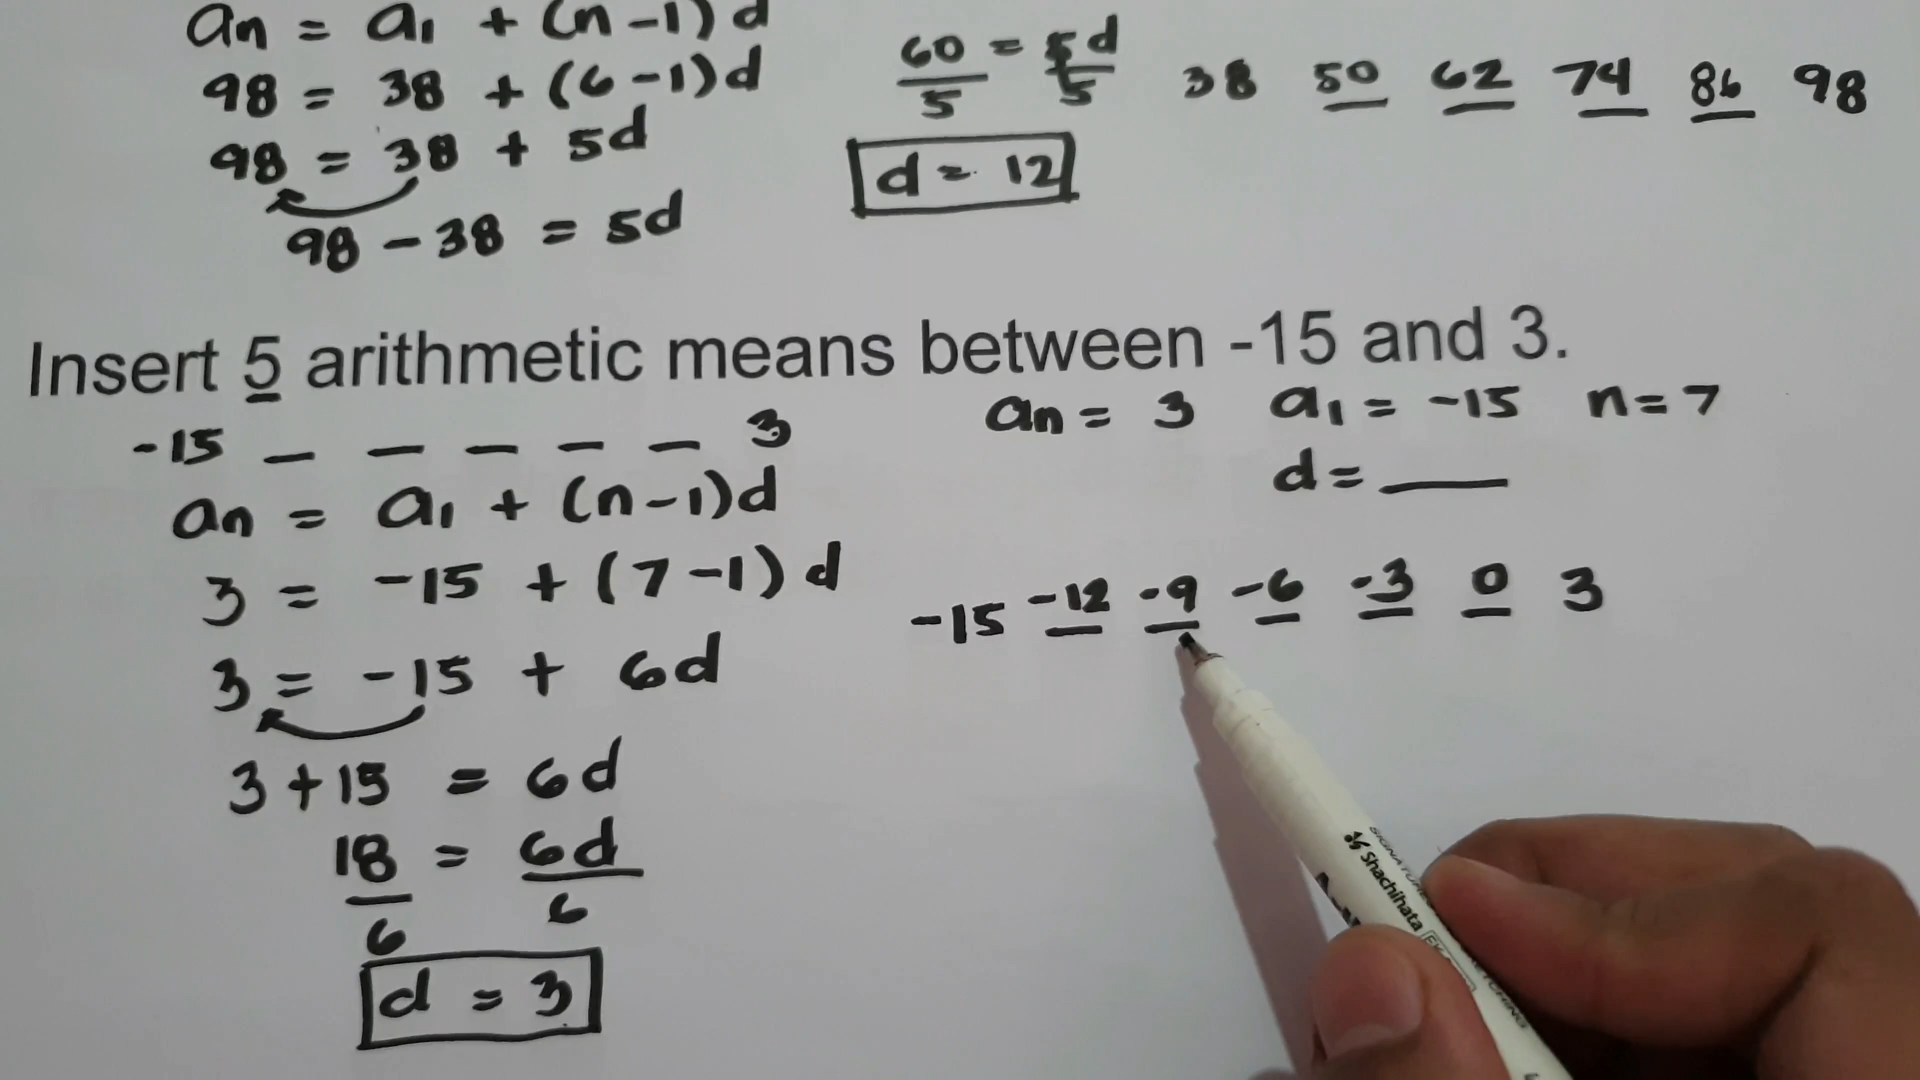 an = a1 + (n-1)d
98 = 38 + (6-1)d
98 = 38 + 5d
98 - 38 = 5d
60/5 = 5d/5
d = 12
38 50 62 74 86 98
Insert 5 arithmetic means between -15 and 3.
-15 _ _ _ _ _ 3
an = 3 a1 = -15 n = 7
d = ___
an = a1 + (n-1)d
3 = -15 + (7-1)d
3 = -15 + 6d
3 + 15 = 6d
18/6 = 6d/6
d = 3
-15 -12 -9 -6 -3 0 3
Shachihata